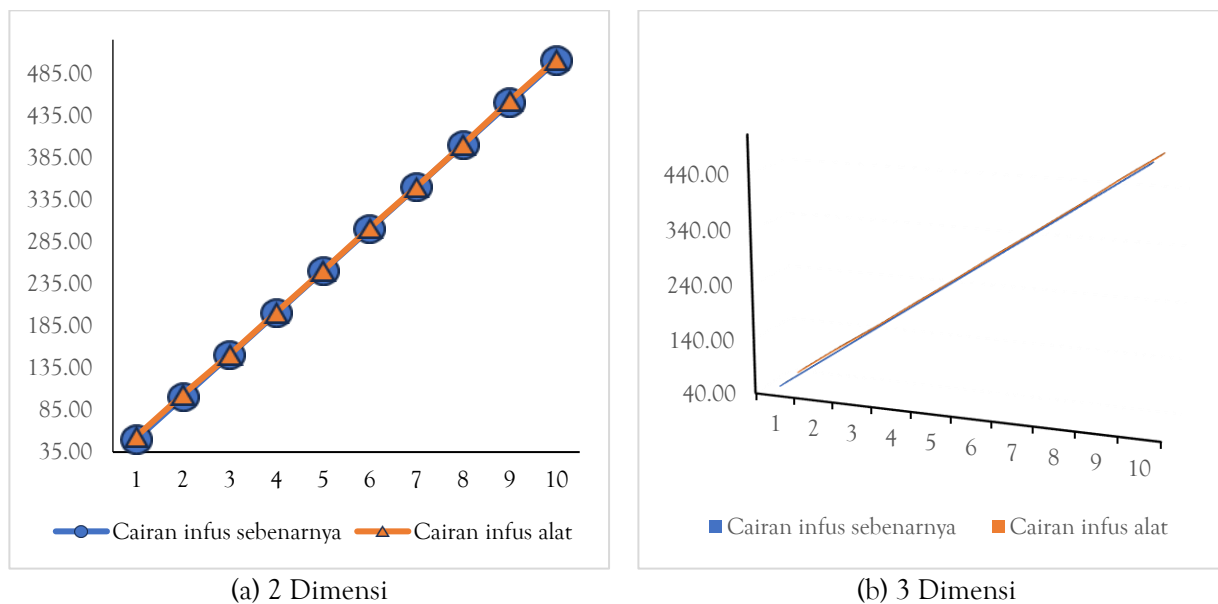 485.00
435.00
385.00
335.00
285.00
235.00
185.00
135.00
85.00
35.00
1 2 3 4 5 6 7 8 9 10
Cairan infus sebenarnya Cairan infus alat
(a) 2 Dimensi
440.00
340.00
240.00
140.00
40.00
1 2 3 4 5 6 7 8 9 10
Cairan infus sebenarnya Cairan infus alat
(b) 3 Dimensi